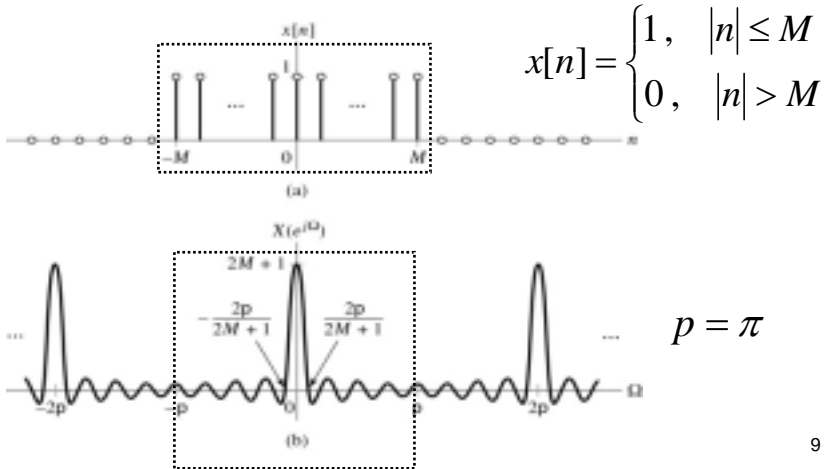 x[n]
1
...
...
-M
0
M
n
(a)
x[n] = {1, |n| ≤ M
0, |n| > M
X(e^{jΩ})
2M + 1
-2p/(2M + 1)
2p/(2M + 1)
...
...
-2p
-p
0
p
2p
Ω
(b)
p = π
9